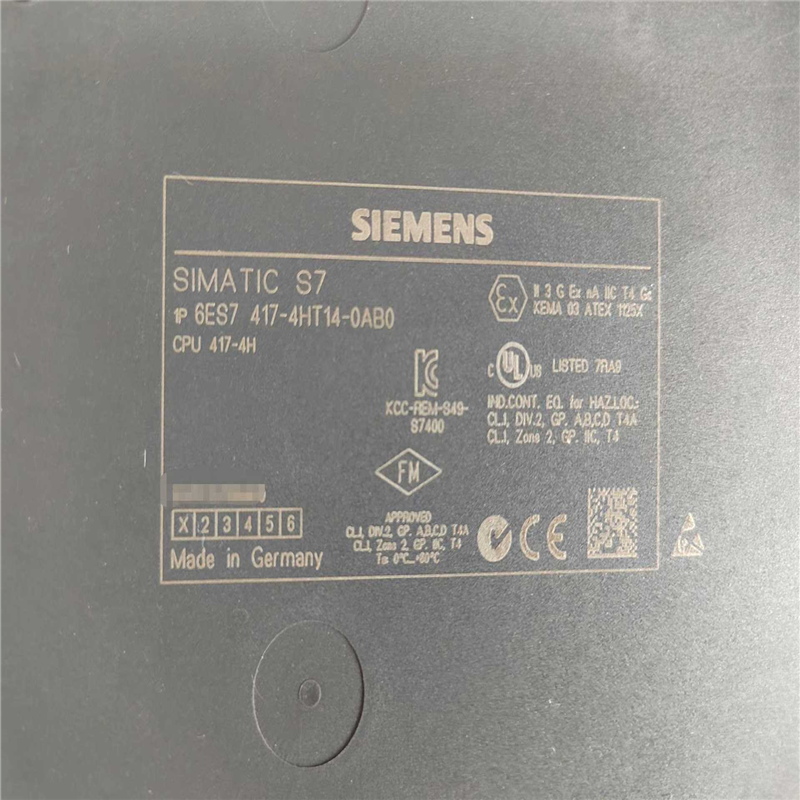 SIEMENS
SIMATIC S7
1P 6ES7 417-4HT14-0AB0
CPU 417-4H
Ex
II 3 G Ex nA IIC T4 Gc
KEMA 03 ATEX 1125X
C UL US LISTED 7RA9
IND.CONT. EQ. for HAZ.LOC.:
CL.I, DIV.2, GP. A,B,C,D T4A
CL.I, Zone 2, GP. IIC, T4
KCC-REM-S49-
S7400
FM
APPROVED
CL.I, DIV.2, GP. A,B,C,D T4A
CL.I, Zone 2, GP. IIC, T4
X 2 3 4 5 6
Made in Germany
CE